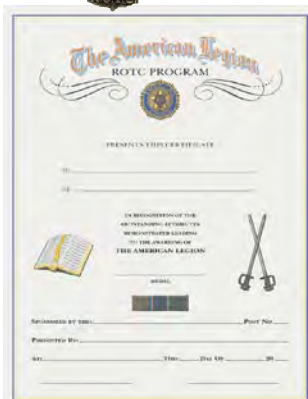 The American Legion
ROTC PROGRAM
PRESENTS THIS CERTIFICATE
TO
OF
IN RECOGNITION OF THE
OUTSTANDING ATTRIBUTES
DEMONSTRATED LEADING
TO THE AWARDING OF
THE AMERICAN LEGION
MEDAL
SPONSORED BY THE: POST NO.
PRESENTED BY:
AT: THIS DAY OF 20